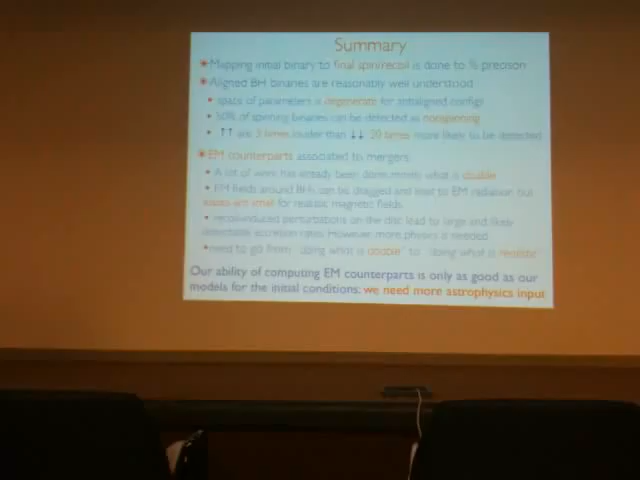 Summary
Mapping initial binary to final spin/recoil is done to % precision
Aligned BH binaries are reasonably well understood
space of parameters is degenerate for antialigned configs
50% of spinning binaries can be detected as nonspinning
↑↑ are 3 times louder than ↓↓ 29 times more likely to be detected
EM counterparts associated to mergers:
A lot of work has already been done mostly what is doable
EM fields around BHs can be dragged and lead to EM radiation but
small for realistic magnetic fields
recoil-induced perturbations on the disc lead to large and likely
detectable accretion rates. However more physics is needed
need to go from "doing what is doable" to "doing what is realistic"
Our ability of computing EM counterparts is only as good as our
models for the initial conditions: we need more astrophysics input